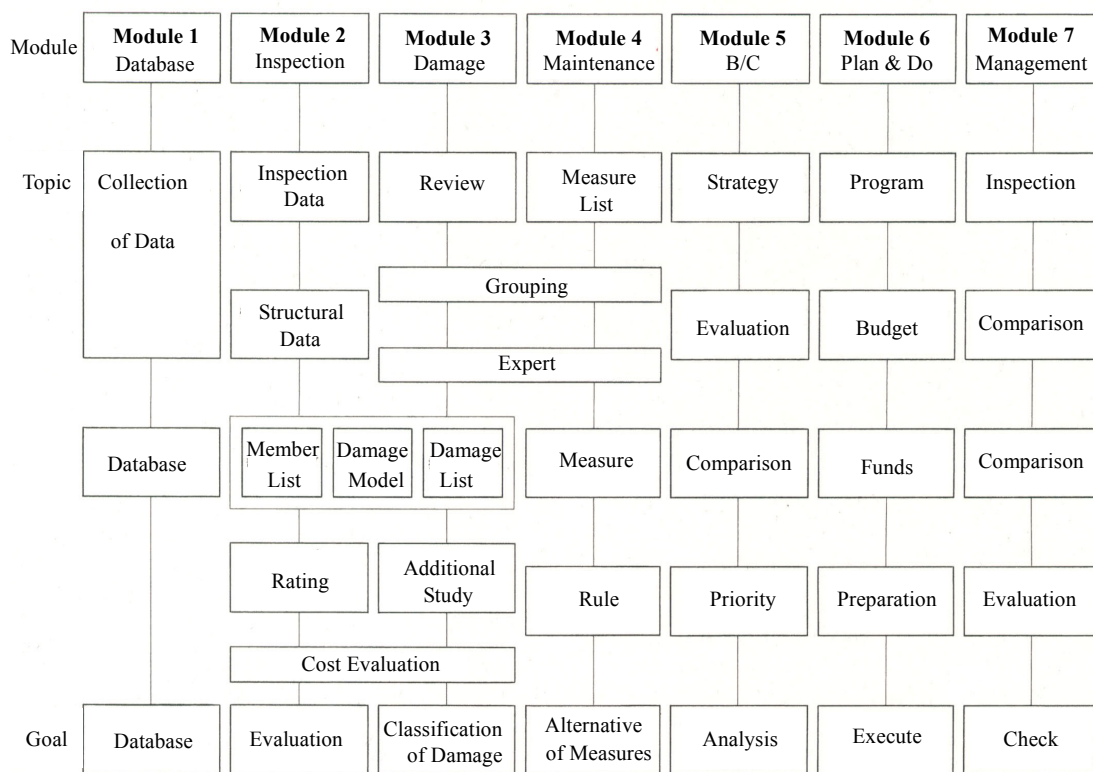 Module
Module 1
Database
Module 2
Inspection
Module 3
Damage
Module 4
Maintenance
Module 5
B/C
Module 6
Plan & Do
Module 7
Management
Topic
Collection
of Data
Inspection
Data
Review
Measure
List
Strategy
Program
Inspection
Grouping
Structural
Data
Evaluation
Budget
Comparison
Expert
Database
Member
List
Damage
Model
Damage
List
Measure
Comparison
Funds
Comparison
Rating
Additional
Study
Rule
Priority
Preparation
Evaluation
Cost Evaluation
Goal
Database
Evaluation
Classification
of Damage
Alternative
of Measures
Analysis
Execute
Check